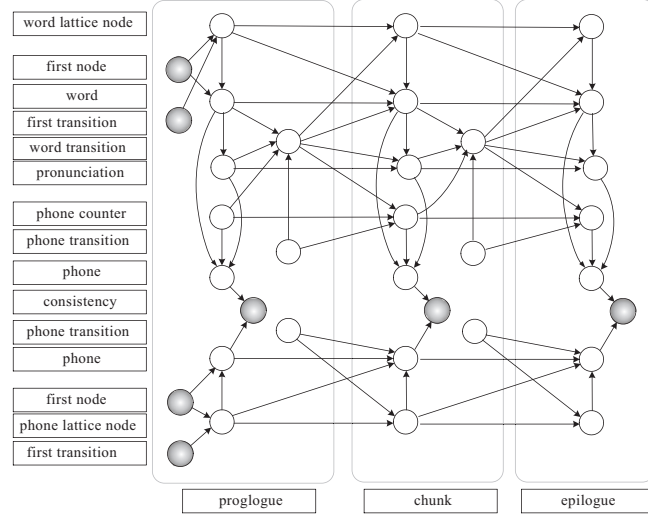 word lattice node
first node
word
first transition
word transition
pronunciation
phone counter
phone transition
phone
consistency
phone transition
phone
first node
phone lattice node
first transition
proglogue
chunk
epilogue